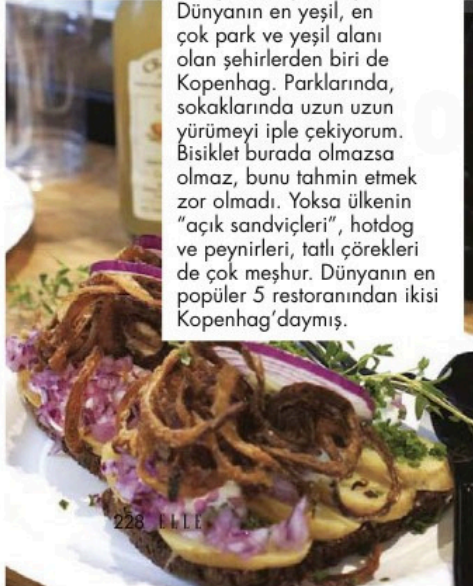 Dünyanın en yeşil, en
çok park ve yeşil alanı
olan şehirlerden biri de
Kopenhag. Parklarında,
sokaklarında uzun uzun
yürümeyi iple çekiyorum.
Bisiklet burada olmazsa
olmaz, bunu tahmin etmek
zor olmadı. Yoksa ülkenin
“açık sandviçleri”, hotdog
ve peynirleri, tatlı çörekleri
de çok meşhur. Dünyanın en
popüler 5 restoranından ikisi
Kopenhag’daymış.
228 ELLE